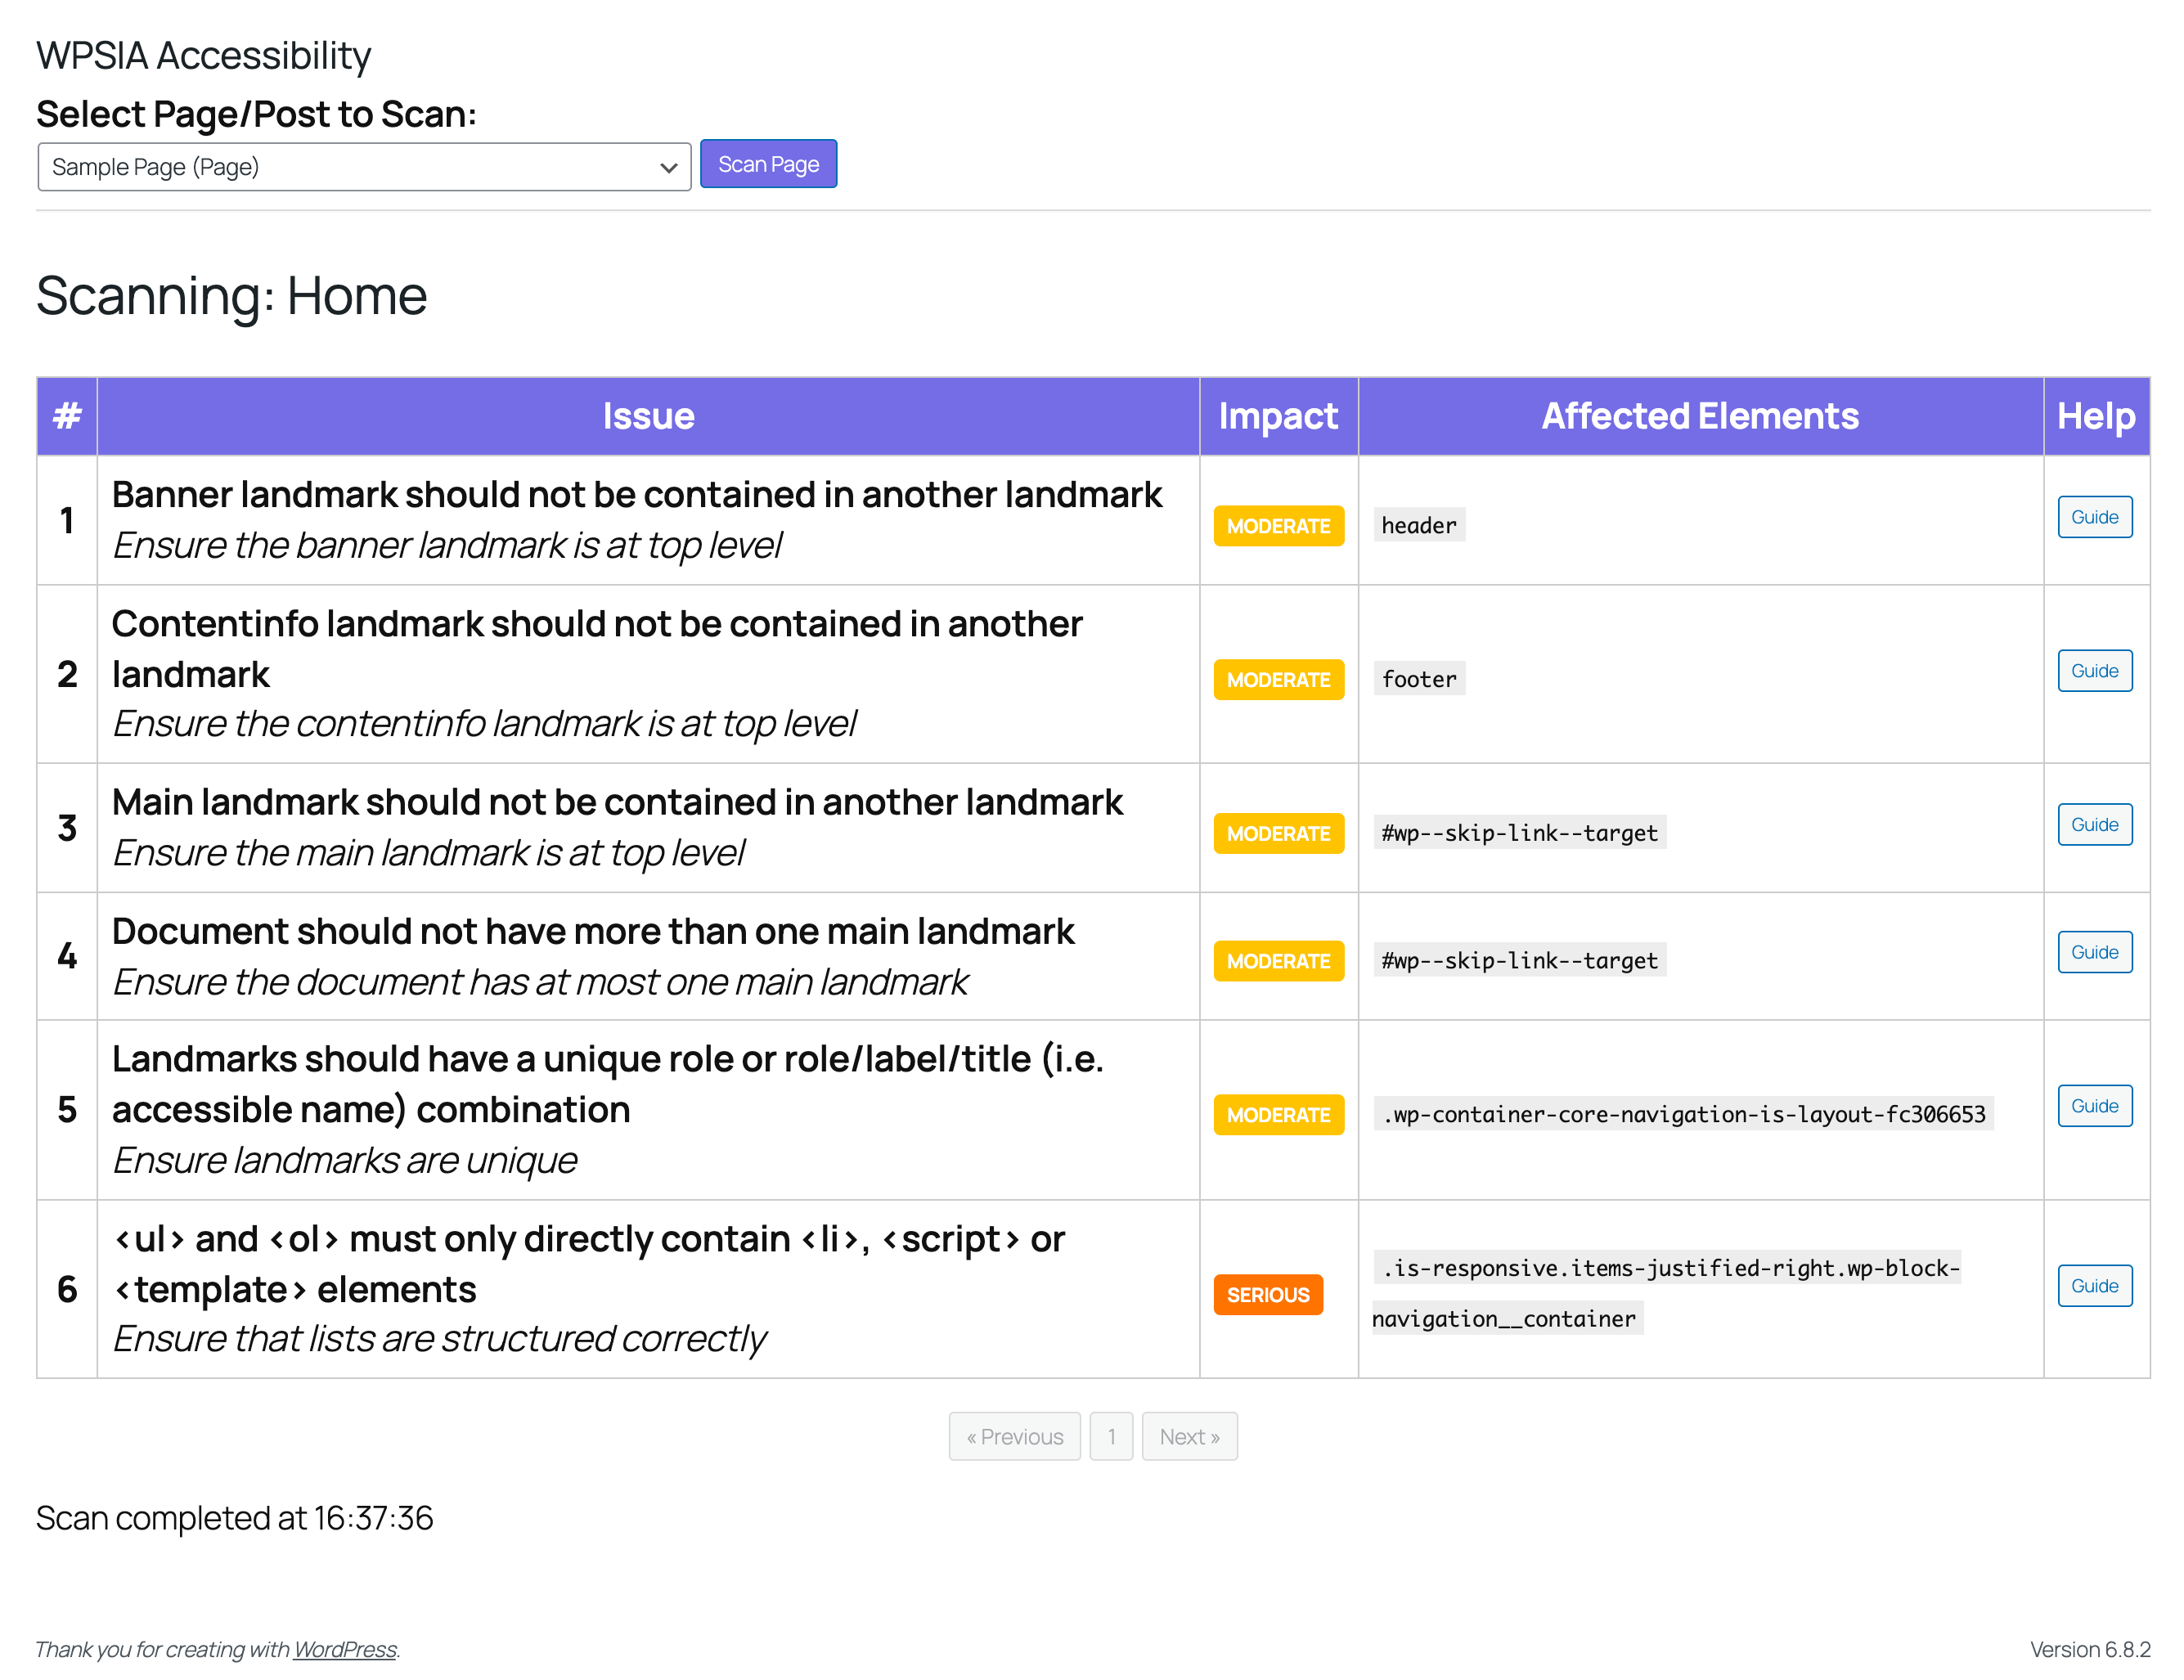 WPSIA Accessibility
Select Page/Post to Scan:
Sample Page (Page)
Scan Page
Scanning: Home
# Issue Impact Affected Elements Help
1
Banner landmark should not be contained in another landmark
Ensure the banner landmark is at top level
MODERATE
header
Guide
2
Contentinfo landmark should not be contained in another
landmark
Ensure the contentinfo landmark is at top level
MODERATE
footer
Guide
3
Main landmark should not be contained in another landmark
Ensure the main landmark is at top level
MODERATE
#wp--skip-link--target
Guide
4
Document should not have more than one main landmark
Ensure the document has at most one main landmark
MODERATE
#wp--skip-link--target
Guide
5
Landmarks should have a unique role or role/label/title (i.e.
accessible name) combination
Ensure landmarks are unique
MODERATE
.wp-container-core-navigation-is-layout-fc306653
Guide
6
<ul> and <ol> must only directly contain <li>, <script> or
<template> elements
Ensure that lists are structured correctly
SERIOUS
.is-responsive.items-justified-right.wp-block-
navigation__container
Guide
« Previous 1 Next »
Scan completed at 16:37:36
Thank you for creating with WordPress.
Version 6.8.2